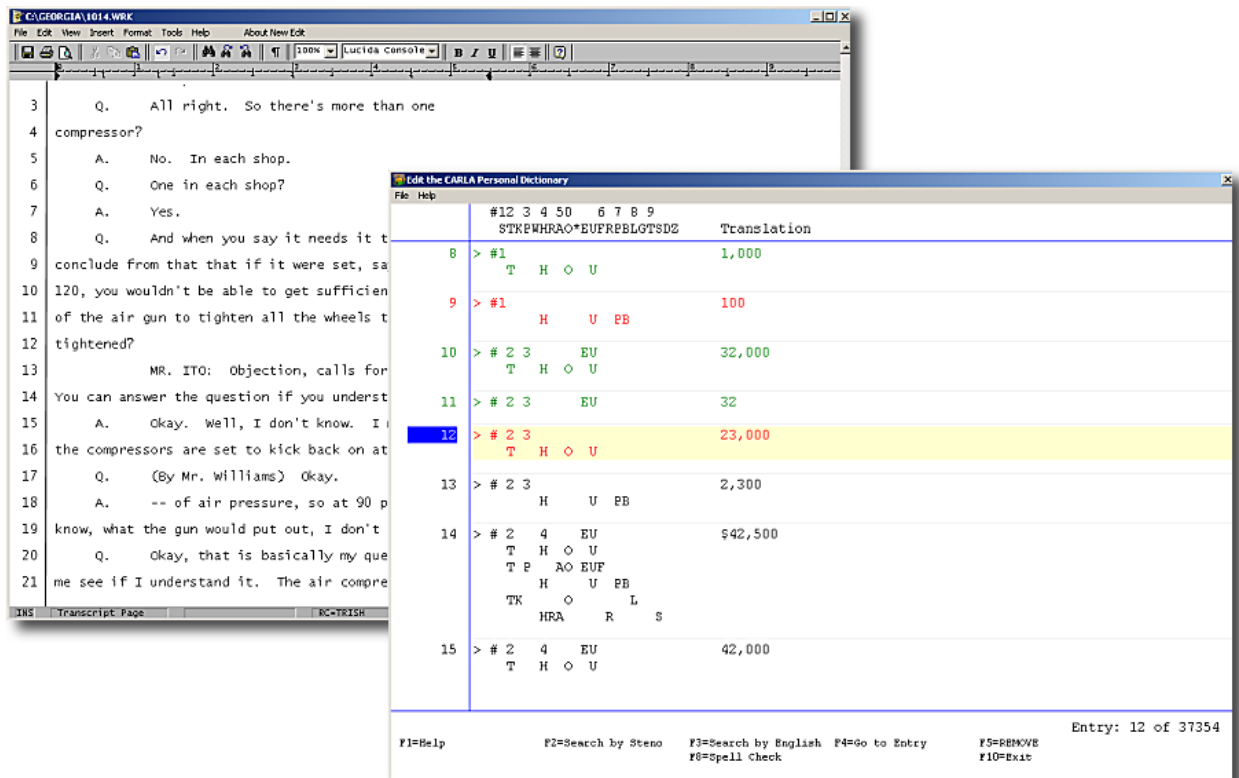 C:\GEORGIA\1014.WRK
File Edit View Insert Format Tools Help About New Edit
100% Lucida Console B I U
1 2 3 4 5 6 7 8 9
3 Q. All right. So there's more than one
4 compressor?
5 A. No. In each shop.
6 Q. One in each shop?
7 A. Yes.
8 Q. And when you say it needs it t
9 conclude from that that if it were set, sa
10 120, you wouldn't be able to get sufficien
11 of the air gun to tighten all the wheels t
12 tightened?
13 MR. ITO: Objection, calls for
14 You can answer the question if you underst
15 A. Okay. Well, I don't know. I
16 the compressors are set to kick back on at
17 Q. (By Mr. Williams) Okay.
18 A. -- of air pressure, so at 90 p
19 know, what the gun would put out, I don't
20 Q. Okay, that is basically my que
21 me see if I understand it. The air compre
INS Transcript Page RC=TRISH
Edit the CARLA Personal Dictionary
File Help
#12 3 4 50 6 7 8 9
STKPWHRAO*EUFRPBLGTSDZ Translation
8 > #1 1,000
T H O U
9 > #1 100
H U PB
10 > # 2 3 EU 32,000
T H O U
11 > # 2 3 EU 32
12 > # 2 3 23,000
T H O U
13 > # 2 3 2,300
H U PB
14 > # 2 4 EU $42,500
T H O U
T P AO EUF
H U PB
TK O L
HRA R S
15 > # 2 4 EU 42,000
T H O U
Entry: 12 of 37354
F1=Help F2=Search by Steno F3=Search by English F4=Go to Entry F5=REMOVE
F8=Spell Check F10=Exit